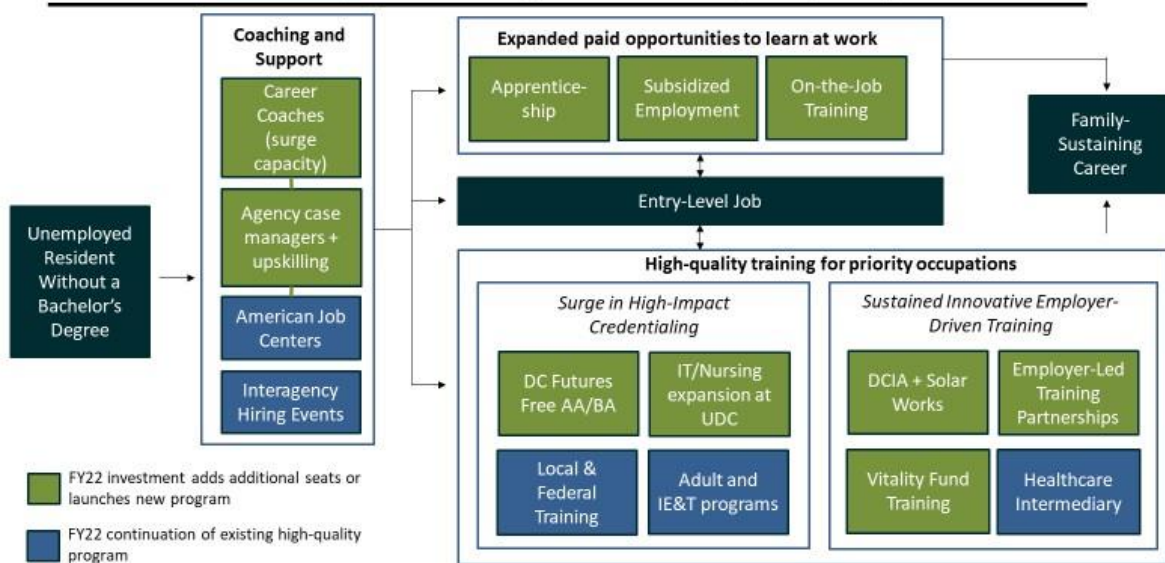 Unemployed
Resident
Without a
Bachelor's
Degree
Coaching and
Support
Career
Coaches
(surge
capacity)
Agency case
managers +
upskilling
American Job
Centers
Interagency
Hiring Events
Expanded paid opportunities to learn at work
Apprentice-
ship
Subsidized
Employment
On-the-Job
Training
Entry-Level Job
Family-
Sustaining
Career
High-quality training for priority occupations
Surge in High-Impact
Credentialing
DC Futures
Free AA/BA
IT/Nursing
expansion at
UDC
Local &
Federal
Training
Adult and
IE&T programs
Sustained Innovative Employer-
Driven Training
DCIA + Solar
Works
Employer-Led
Training
Partnerships
Vitality Fund
Training
Healthcare
Intermediary
FY22 investment adds additional seats or
launches new program
FY22 continuation of existing high-quality
program